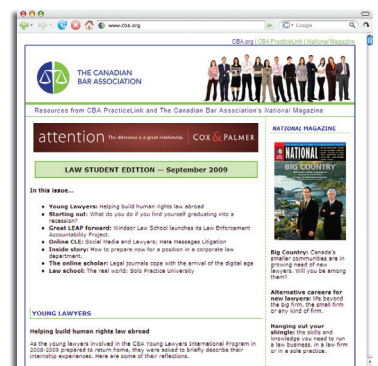 www.cba.org
Google
CBA.org | CBA PracticeLink | National Magazine
THE CANADIAN
BAR ASSOCIATION
Resources from CBA PracticeLink and The Canadian Bar Association's National Magazine
attention The difference is a great relationship. COX & PALMER
LAW STUDENT EDITION — September 2009
In this issue...
• Young Lawyers: Helping build human rights law abroad
• Starting out: What do you do if you find yourself graduating into a
recession?
• Great LEAP forward: Windsor Law School launches its Law Enforcement
Accountability Project.
• Online CLE: Social Media and Lawyers; Hate Messages Litigation
• Inside story: How to prepare now for a position in a corporate law
department.
• The online scholar: Legal journals cope with the arrival of the digital age
• Law school: The real world: Solo Practice University
YOUNG LAWYERS
Helping build human rights law abroad
As the young lawyers involved in the CBA Young Lawyers International Program in
2008-2009 prepared to return home, they were asked to briefly describe their
internship experiences. Here are some of their reflections.
NATIONAL MAGAZINE
NATIONAL
BIG COUNTRY
Big Country: Canada's
smaller communities are in
growing need of new
lawyers. Will you be among
them?
Alternative careers for
new lawyers: life beyond
the big firm, the small firm
or any kind of firm.
Hanging out your
shingle: the skills and
knowledge you need to run
a law business, in a law firm
or in a sole practice.